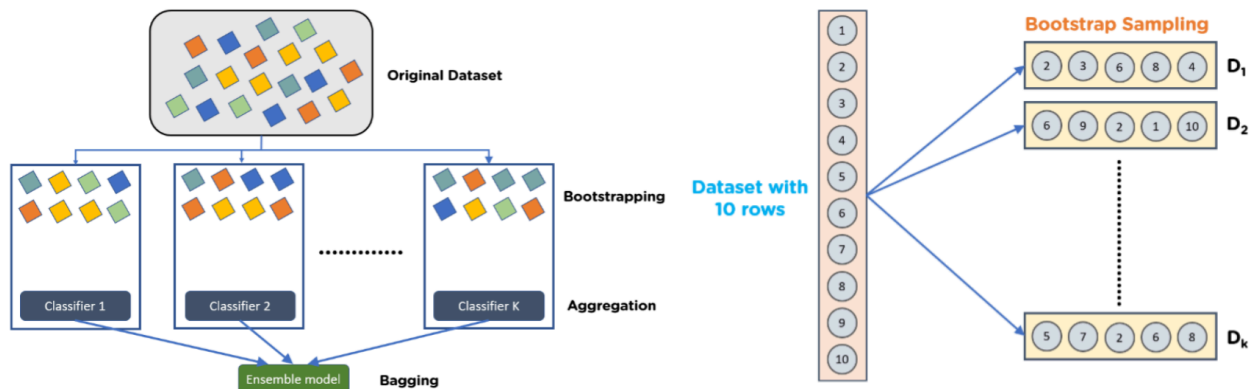 Original Dataset
Bootstrapping
Classifier 1
Classifier 2
Classifier K
Aggregation
Ensemble model
Bagging
Bootstrap Sampling
Dataset with
10 rows
1
2
3
4
5
6
7
8
9
10
2 3 6 8 4 D1
6 9 2 1 10 D2
5 7 2 6 8 Dk